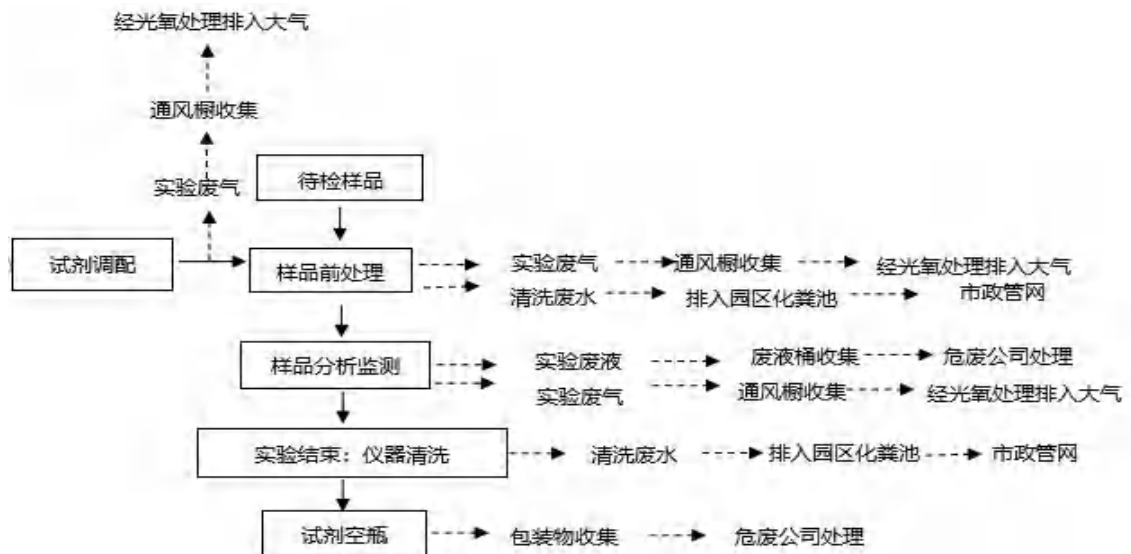 经光氧处理排入大气
通风橱收集
实验废气
待检样品
试剂调配
样品前处理
实验废气
通风橱收集
经光氧处理排入大气
清洗废水
排入园区化粪池
市政管网
样品分析监测
实验废液
废液桶收集
危废公司处理
实验废气
通风橱收集
经光氧处理排入大气
实验结束：仪器清洗
清洗废水
排入园区化粪池
市政管网
试剂空瓶
包装物收集
危废公司处理